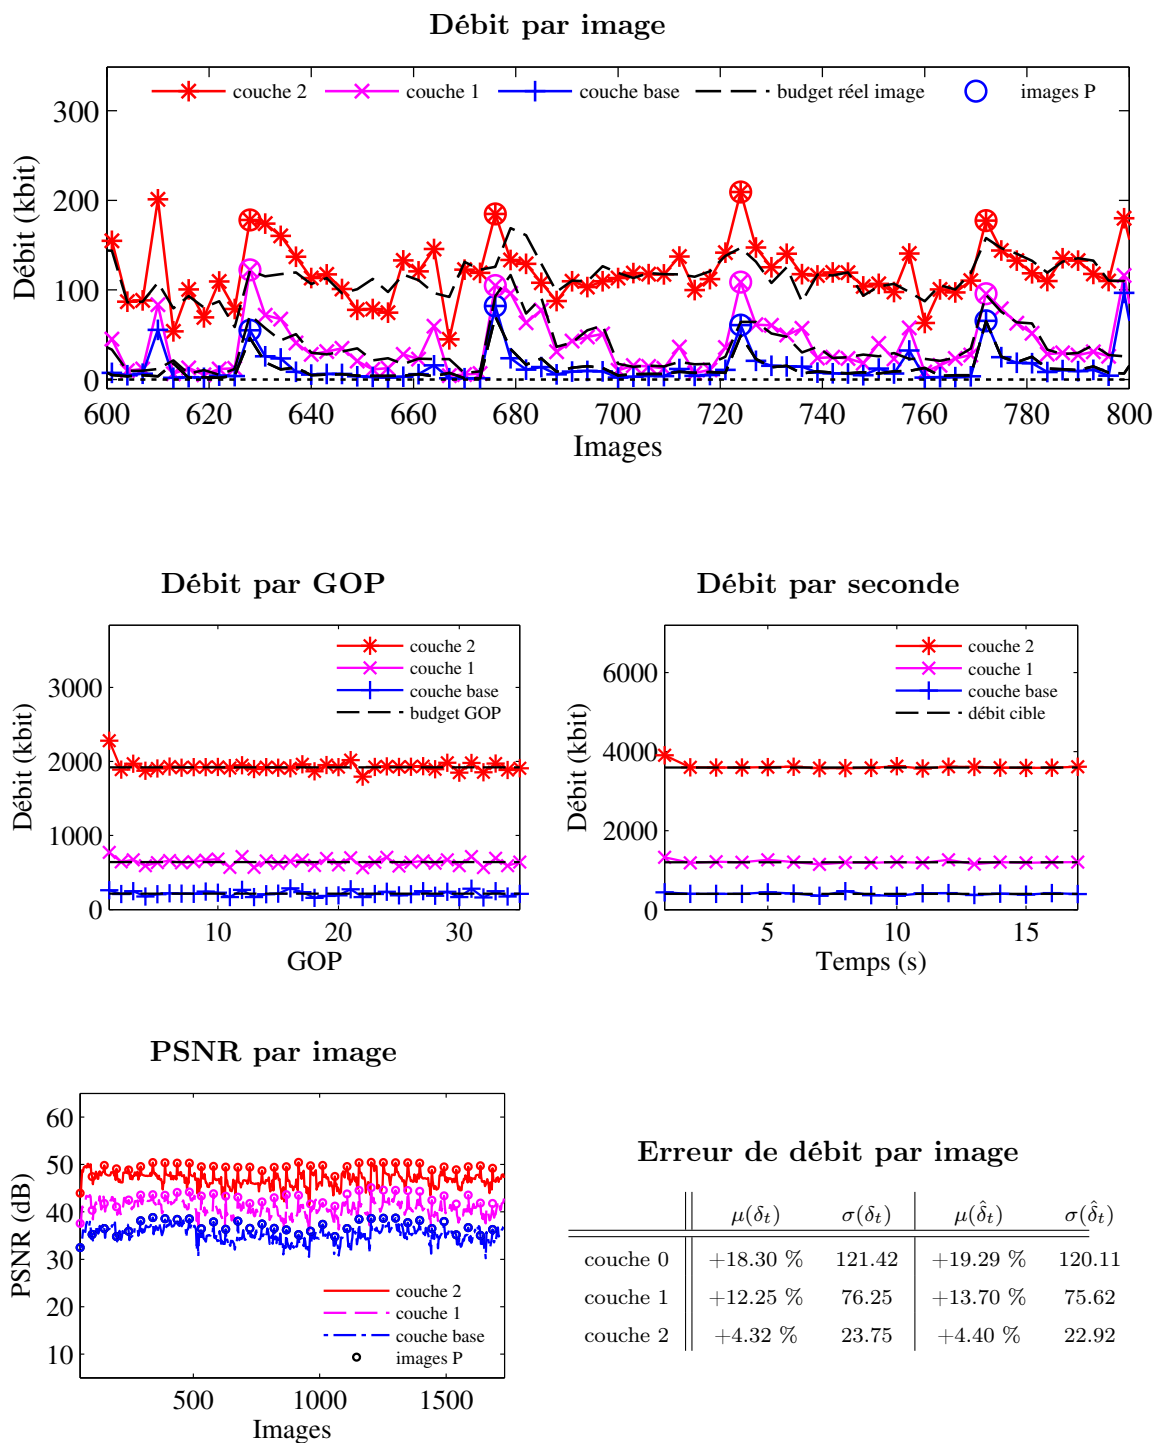 Débit par image
couche 2 couche 1 couche base budget réel image images P
300
200
100
0
Débit (kbit)
600 620 640 660 680 700 720 740 760 780 800
Images
Débit par GOP
couche 2
couche 1
couche base
budget GOP
3000
2000
1000
0
Débit (kbit)
10 20 30
GOP
Débit par seconde
couche 2
couche 1
couche base
débit cible
6000
4000
2000
0
Débit (kbit)
5 10 15
Temps (s)
PSNR par image
60
50
40
30
20
10
PSNR (dB)
couche 2
couche 1
couche base
images P
500 1000 1500
Images
Erreur de débit par image
μ(δₜ) σ(δₜ) μ(δ̂ₜ) σ(δ̂ₜ)
couche 0 +18.30 % 121.42 +19.29 % 120.11
couche 1 +12.25 % 76.25 +13.70 % 75.62
couche 2 +4.32 % 23.75 +4.40 % 22.92